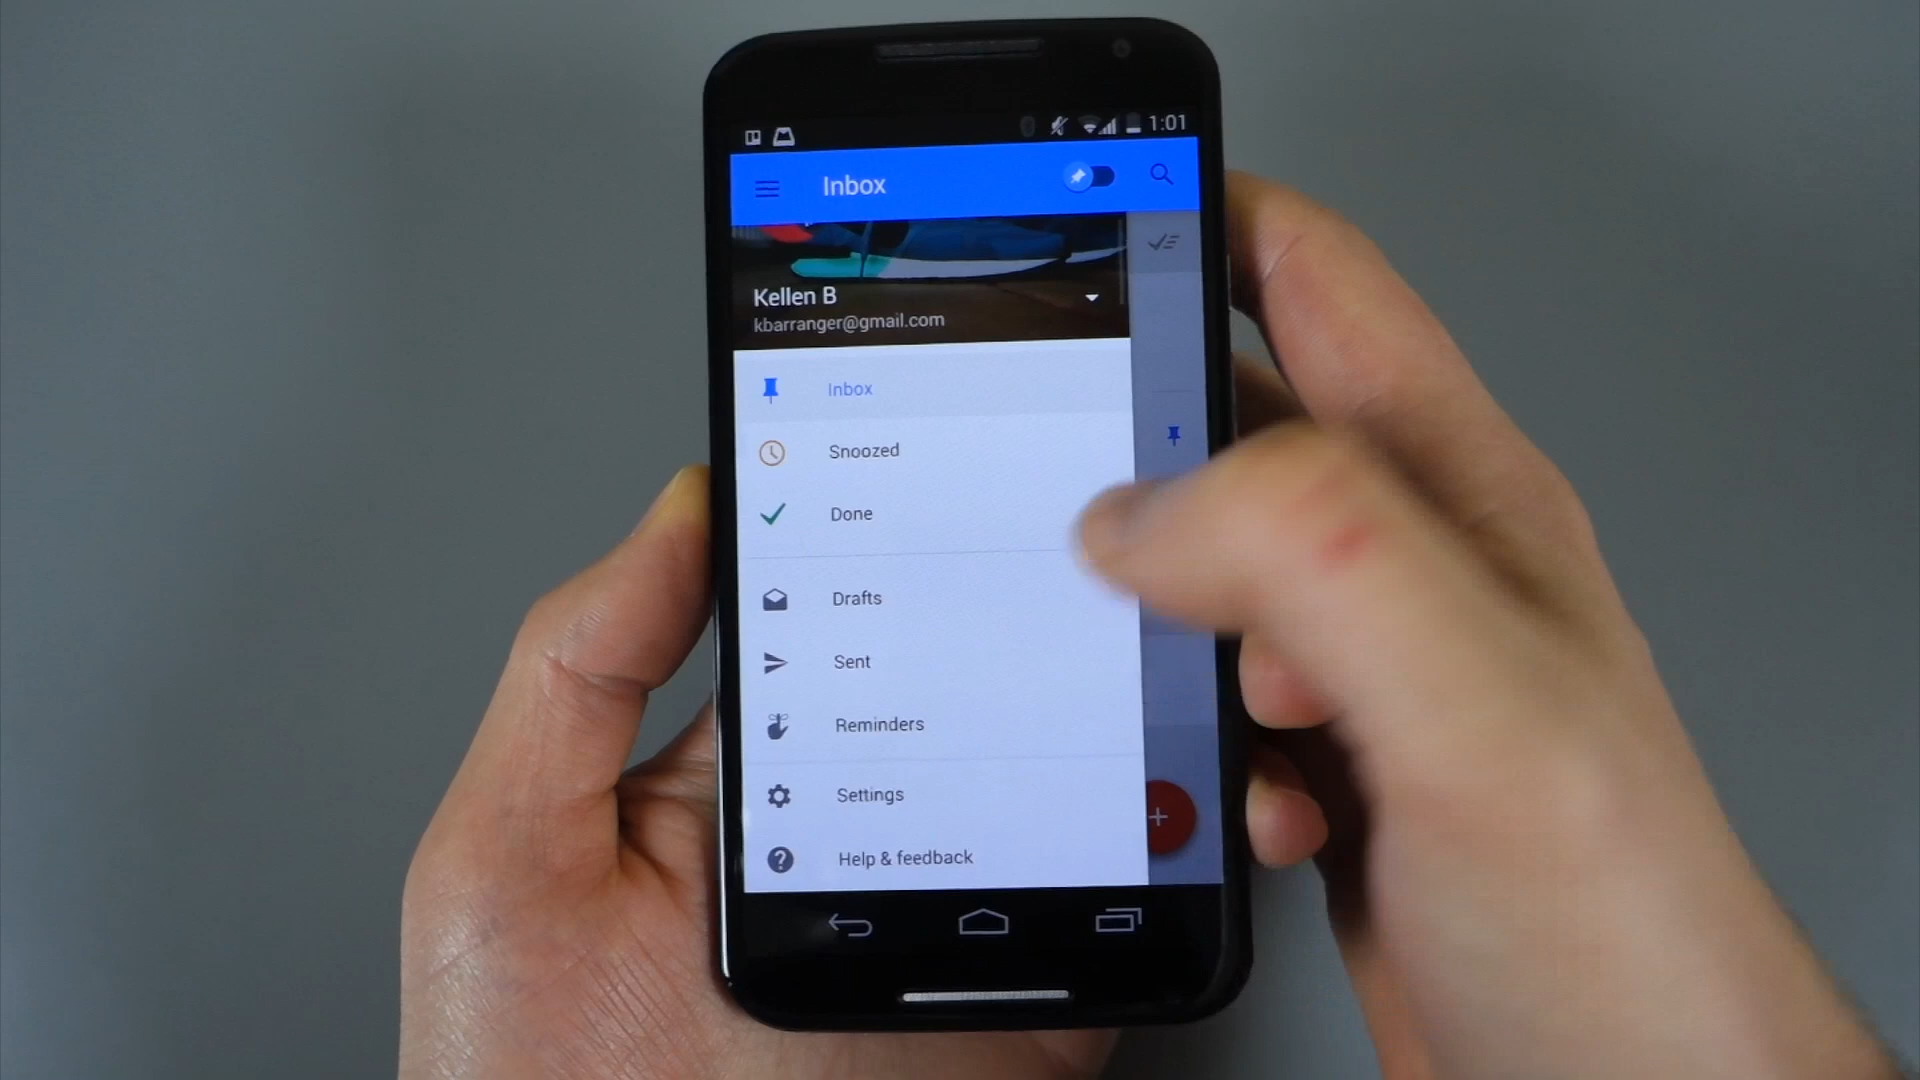 1:01
Inbox
Kellen B
kbarranger@gmail.com
Inbox
Snoozed
Done
Drafts
Sent
Reminders
Settings
Help & feedback